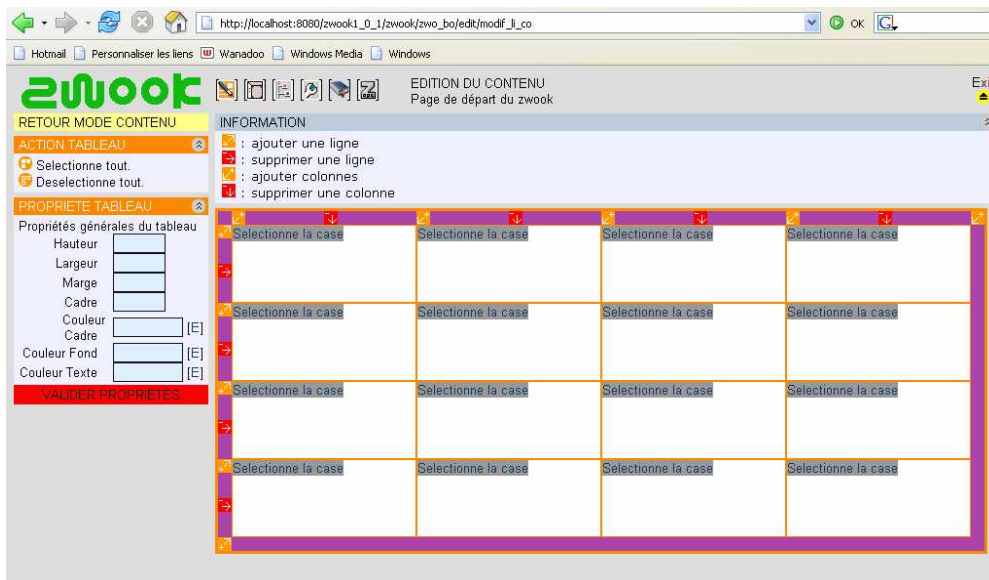 http://localhost:8080/zwook1_0_1/zwook/zwo_bo/edit/modif_li_co
OK
Hotmail Personnaliser les liens Wanadoo Windows Media Windows
zwook
EDITION DU CONTENU
Page de départ du zwook
Exi
RETOUR MODE CONTENU
INFORMATION
ACTION TABLEAU
Selectionne tout.
Deselectionne tout.
: ajouter une ligne
: supprimer une ligne
: ajouter colonnes
: supprimer une colonne
PROPRIETE TABLEAU
Propriétés générales du tableau
Hauteur
Largeur
Marge
Cadre
Couleur Cadre [E]
Couleur Fond [E]
Couleur Texte [E]
VALIDER PROPRIETES
Selectionne la case Selectionne la case Selectionne la case Selectionne la case
Selectionne la case Selectionne la case Selectionne la case Selectionne la case
Selectionne la case Selectionne la case Selectionne la case Selectionne la case
Selectionne la case Selectionne la case Selectionne la case Selectionne la case